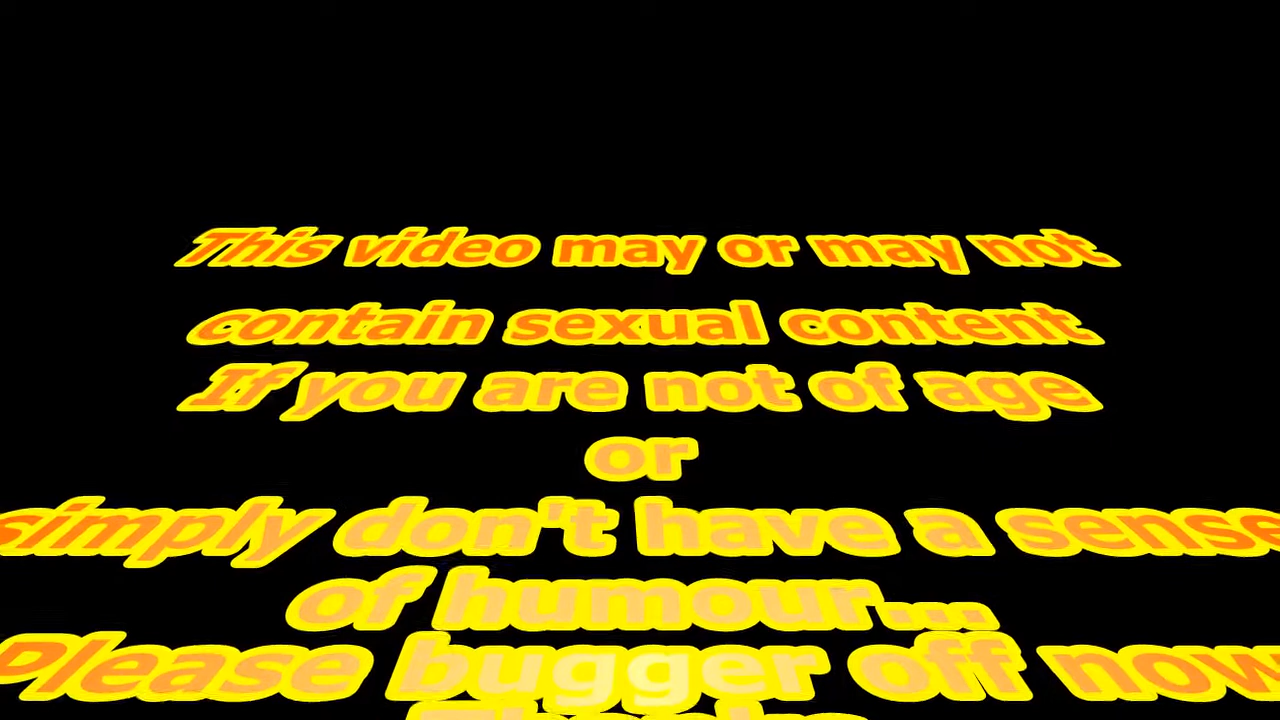 This video may or may not
contain sexual content
If you are not of age
or
simply don't have a sense
of humour...
Please bugger off now